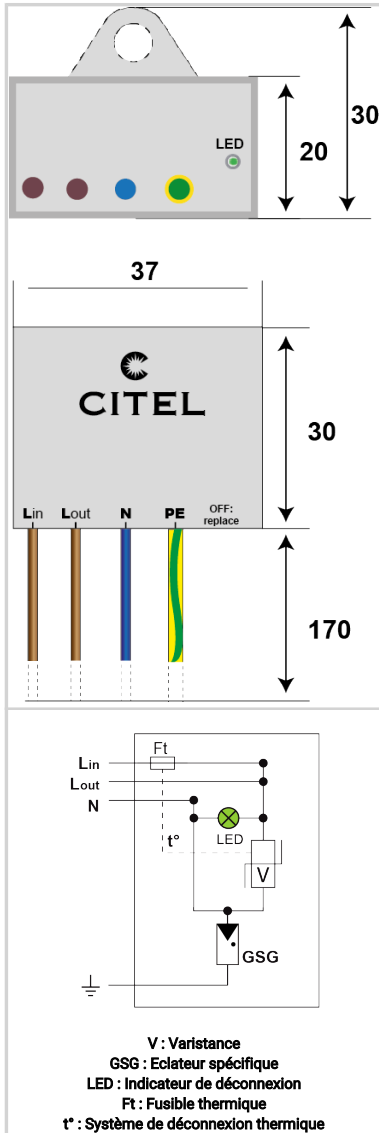 30
LED
20
37
CITEL
30
Lin Lout N PE OFF:
replace
170
Ft
Lin
Lout
N
LED
t°
V
GSG
V : Varistance
GSG : Eclateur spécifique
LED : Indicateur de déconnexion
Ft : Fusible thermique
t° : Système de déconnexion thermique